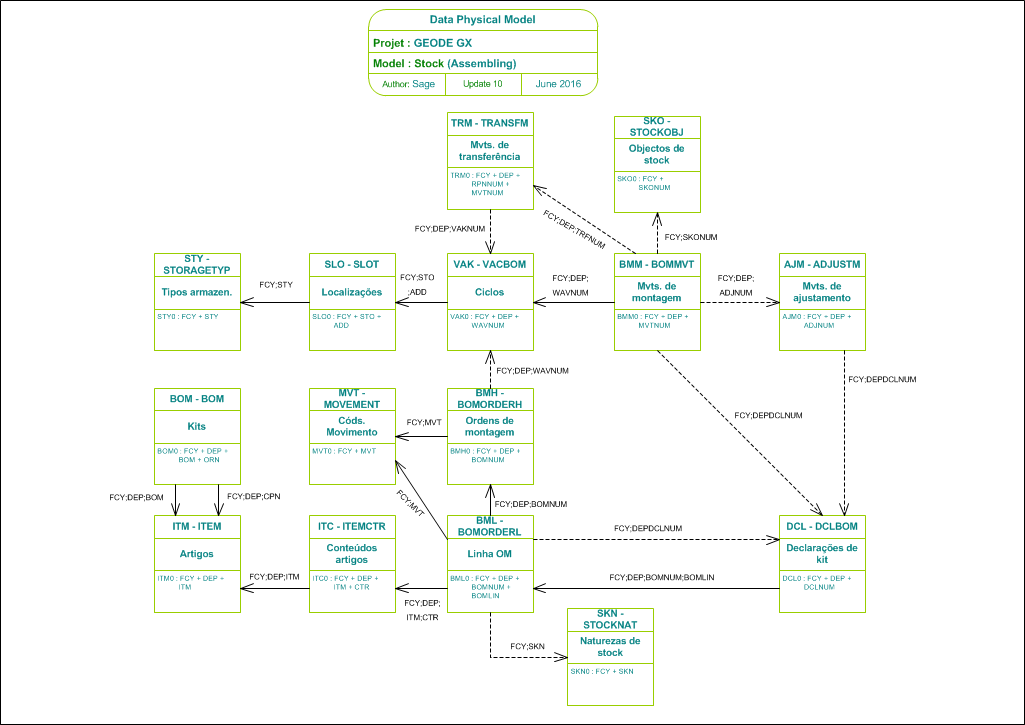 Data Physical Model
Projet : GEODE GX
Model : Stock (Assembling)
Author: Sage
Update 10
June 2016
TRM - TRANSFM
Mvts. de
transferência
TRM0 : FCY + DEP +
RPNNUM +
MVTNUM
SKO -
STOCKOBJ
Objectos de
stock
SKO0 : FCY +
SKONUM
FCY;DEP;TRFNUM
FCY;DEP;VAKNUM
FCY;SKONUM
STY -
STORAGETYP
Tipos armazen.
STY0 : FCY + STY
FCY;STY
SLO - SLOT
Localizações
SLO0 : FCY + STO +
ADD
FCY;STO
;ADD
VAK - VACBOM
Ciclos
VAK0 : FCY + DEP +
WAVNUM
FCY;DEP;
WAVNUM
BMM - BOMMVT
Mvts. de
montagem
BMM0 : FCY + DEP +
MVTNUM
FCY;DEP;
ADJNUM
AJM - ADJUSTM
Mvts. de
ajustamento
AJM0 : FCY + DEP +
ADJNUM
FCY;DEP;WAVNUM
FCY;DEPDCLNUM
BOM - BOM
Kits
BOM0 : FCY + DEP +
BOM + ORN
MVT -
MOVEMENT
Códs.
Movimento
MVT0 : FCY + MVT
FCY;MVT
BMH -
BOMORDERH
Ordens de
montagem
BMH0 : FCY + DEP +
BOMNUM
FCY;DEPDCLNUM
FCY;DEP;BOM
FCY;DEP;CPN
FCY;MVT
FCY;DEP;BOMNUM
ITM - ITEM
Artigos
ITM0 : FCY + DEP +
ITM
FCY;DEP;ITM
ITC - ITEMCTR
Conteúdos
artigos
ITC0 : FCY + DEP +
ITM + CTR
FCY;DEP;
ITM;CTR
BML -
BOMORDERL
Linha OM
BML0 : FCY + DEP +
BOMNUM +
BOMLIN
FCY;DEPDCLNUM
FCY;DEP;BOMNUM;BOMLIN
DCL - DCLBOM
Declarações de
kit
DCL0 : FCY + DEP +
DCLNUM
FCY;SKN
SKN -
STOCKNAT
Naturezas de
stock
SKN0 : FCY + SKN